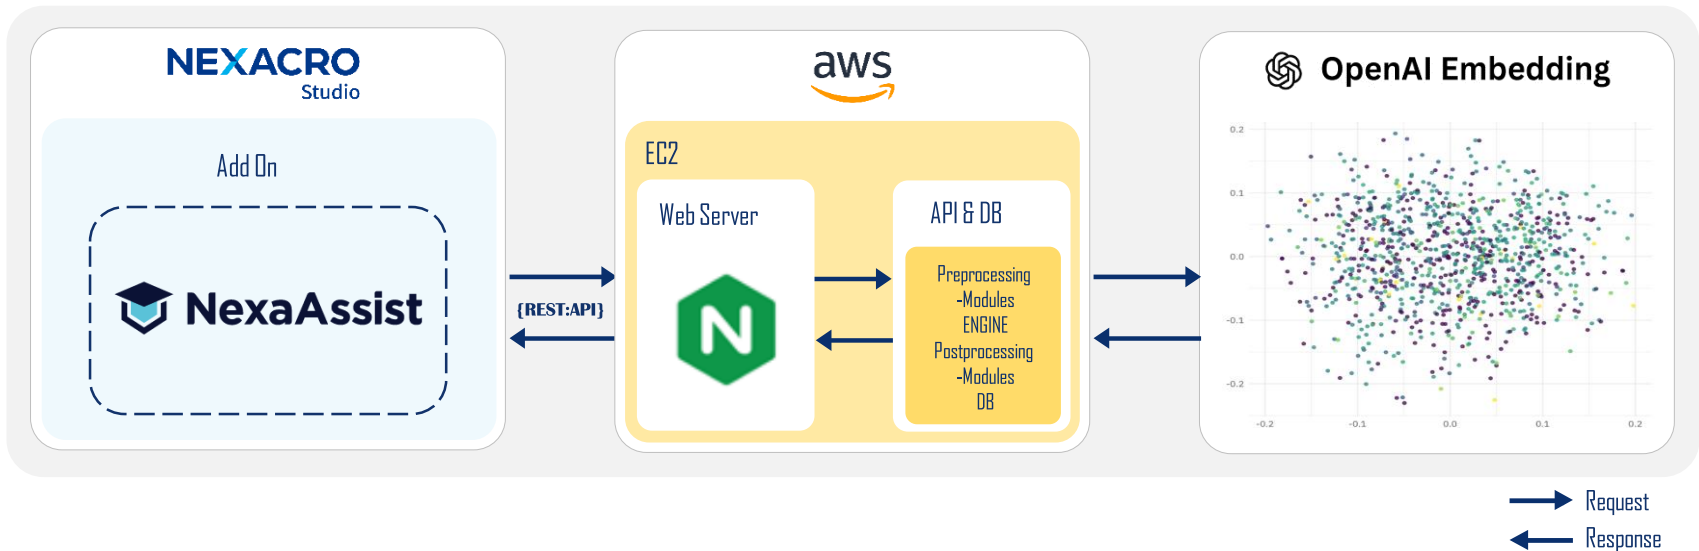 NEXACRO
Studio
Add On
NexaAssist
{REST:API}
aws
EC2
Web Server
N
API & DB
Preprocessing
-Modules
ENGINE
Postprocessing
-Modules
DB
OpenAI Embedding
0.2
0.1
0.0
-0.1
-0.2
-0.2
-0.1
0.0
0.1
0.2
Request
Response